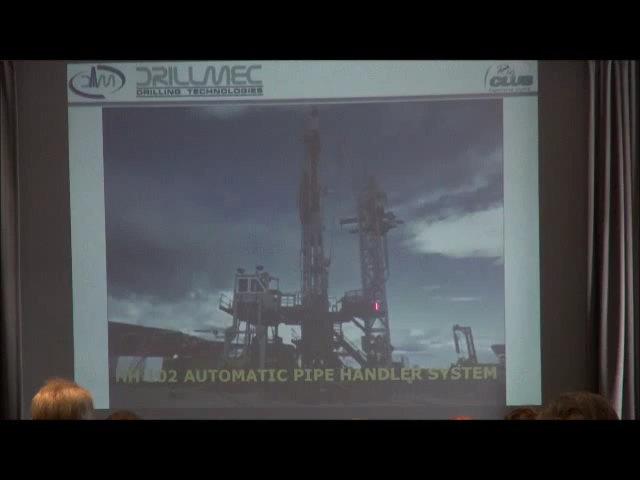 DRILLMEC
DRILLING TECHNOLOGIES
CLUB
AUTOMATIC PIPE HANDLER SYSTEM